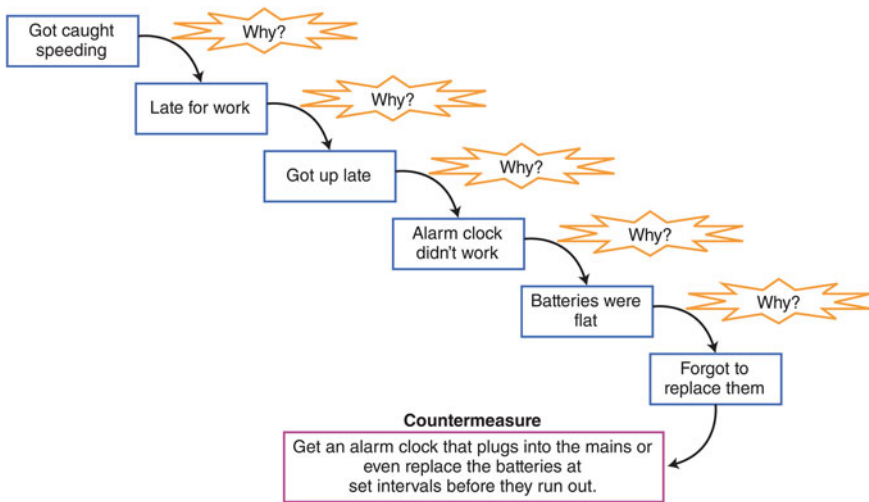 Got caught
speeding
Why?
Late for work
Why?
Got up late
Why?
Alarm clock
didn't work
Why?
Batteries were
flat
Why?
Forgot to
replace them
Countermeasure
Get an alarm clock that plugs into the mains or
even replace the batteries at
set intervals before they run out.